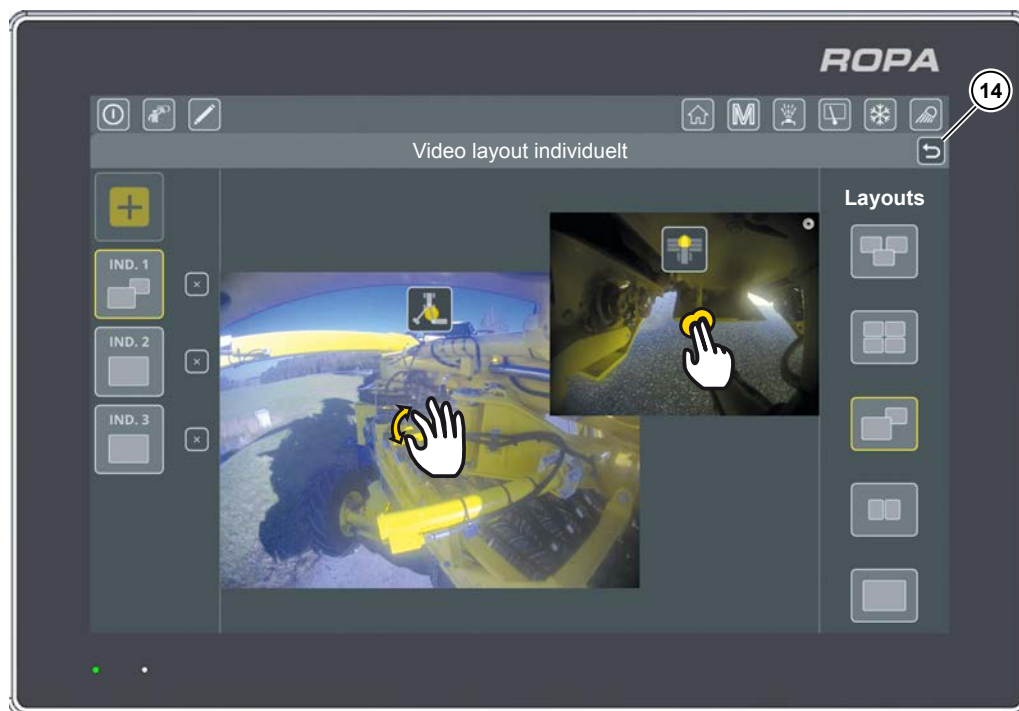 ROPA
14
M
Video layout individuelt
Layouts
IND. 1
IND. 2
IND. 3